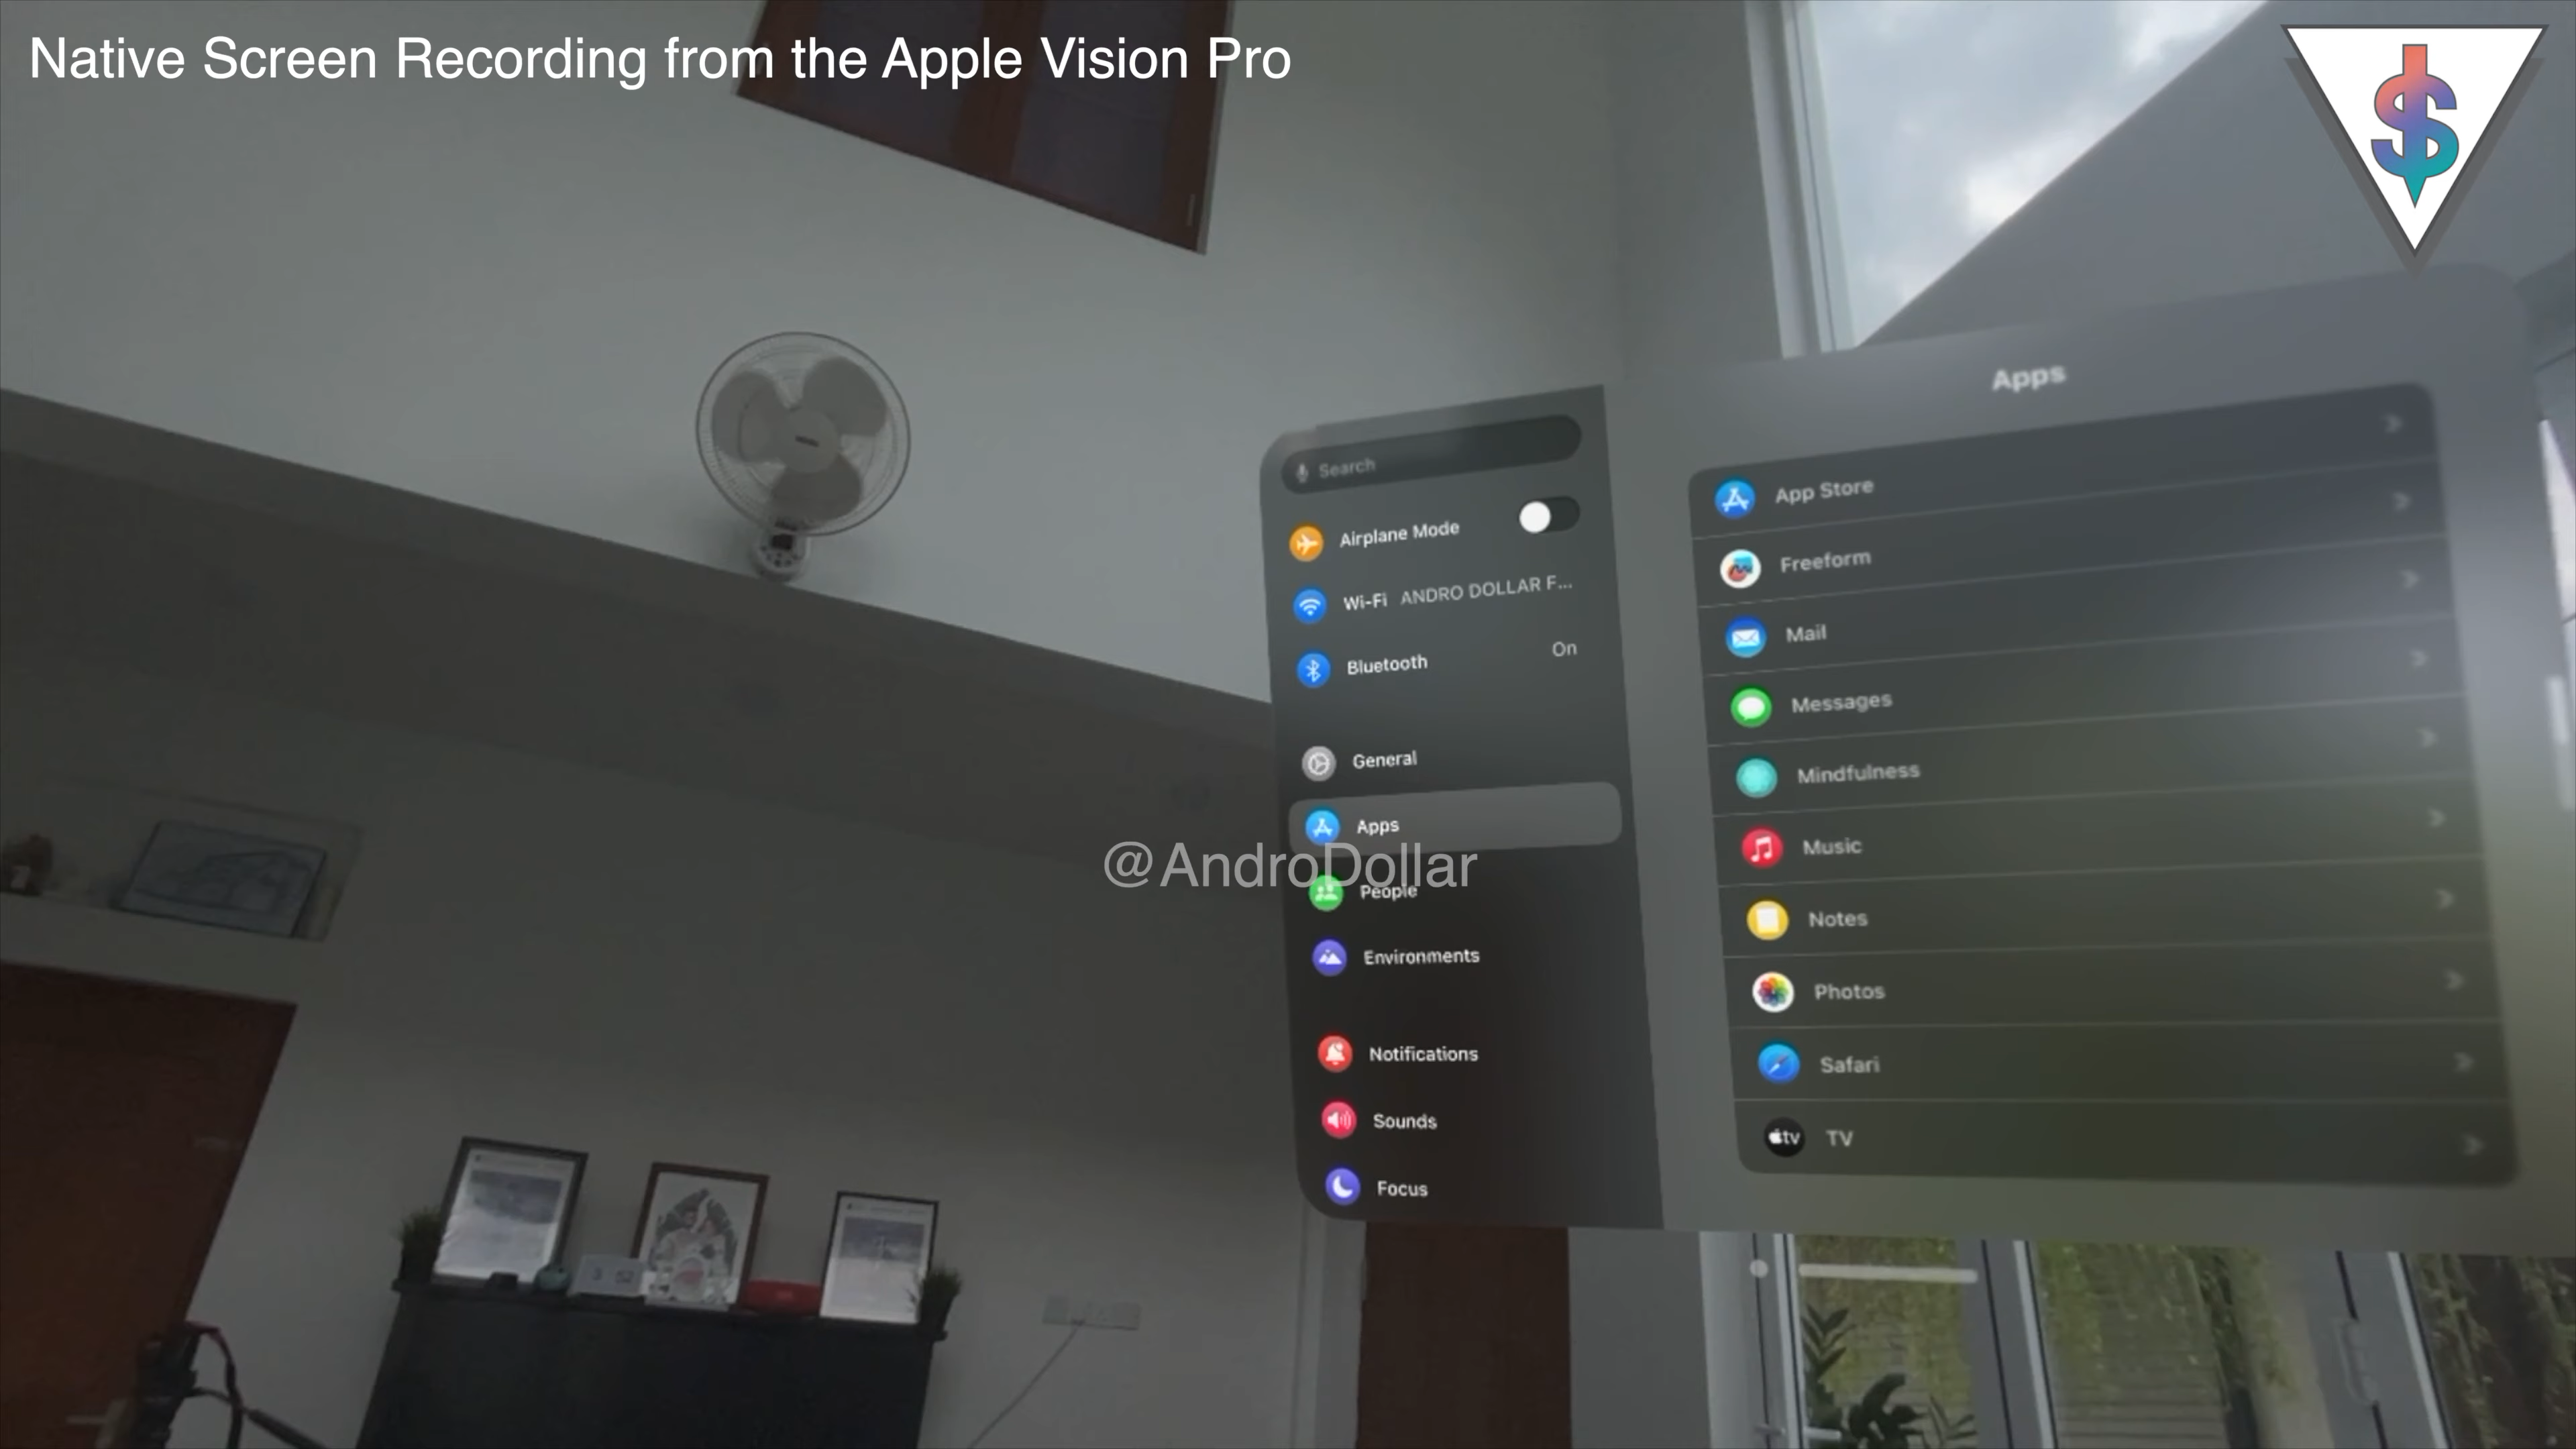 Native Screen Recording from the Apple Vision Pro
$
Apps
Search
Airplane Mode
Wi-Fi ANDRO DOLLAR F...
Bluetooth On
General
Apps
@AndroDollar
People
Environments
Notifications
Sounds
Focus
App Store
Freeform
Mail
Messages
Mindfulness
Music
Notes
Photos
Safari
tv TV